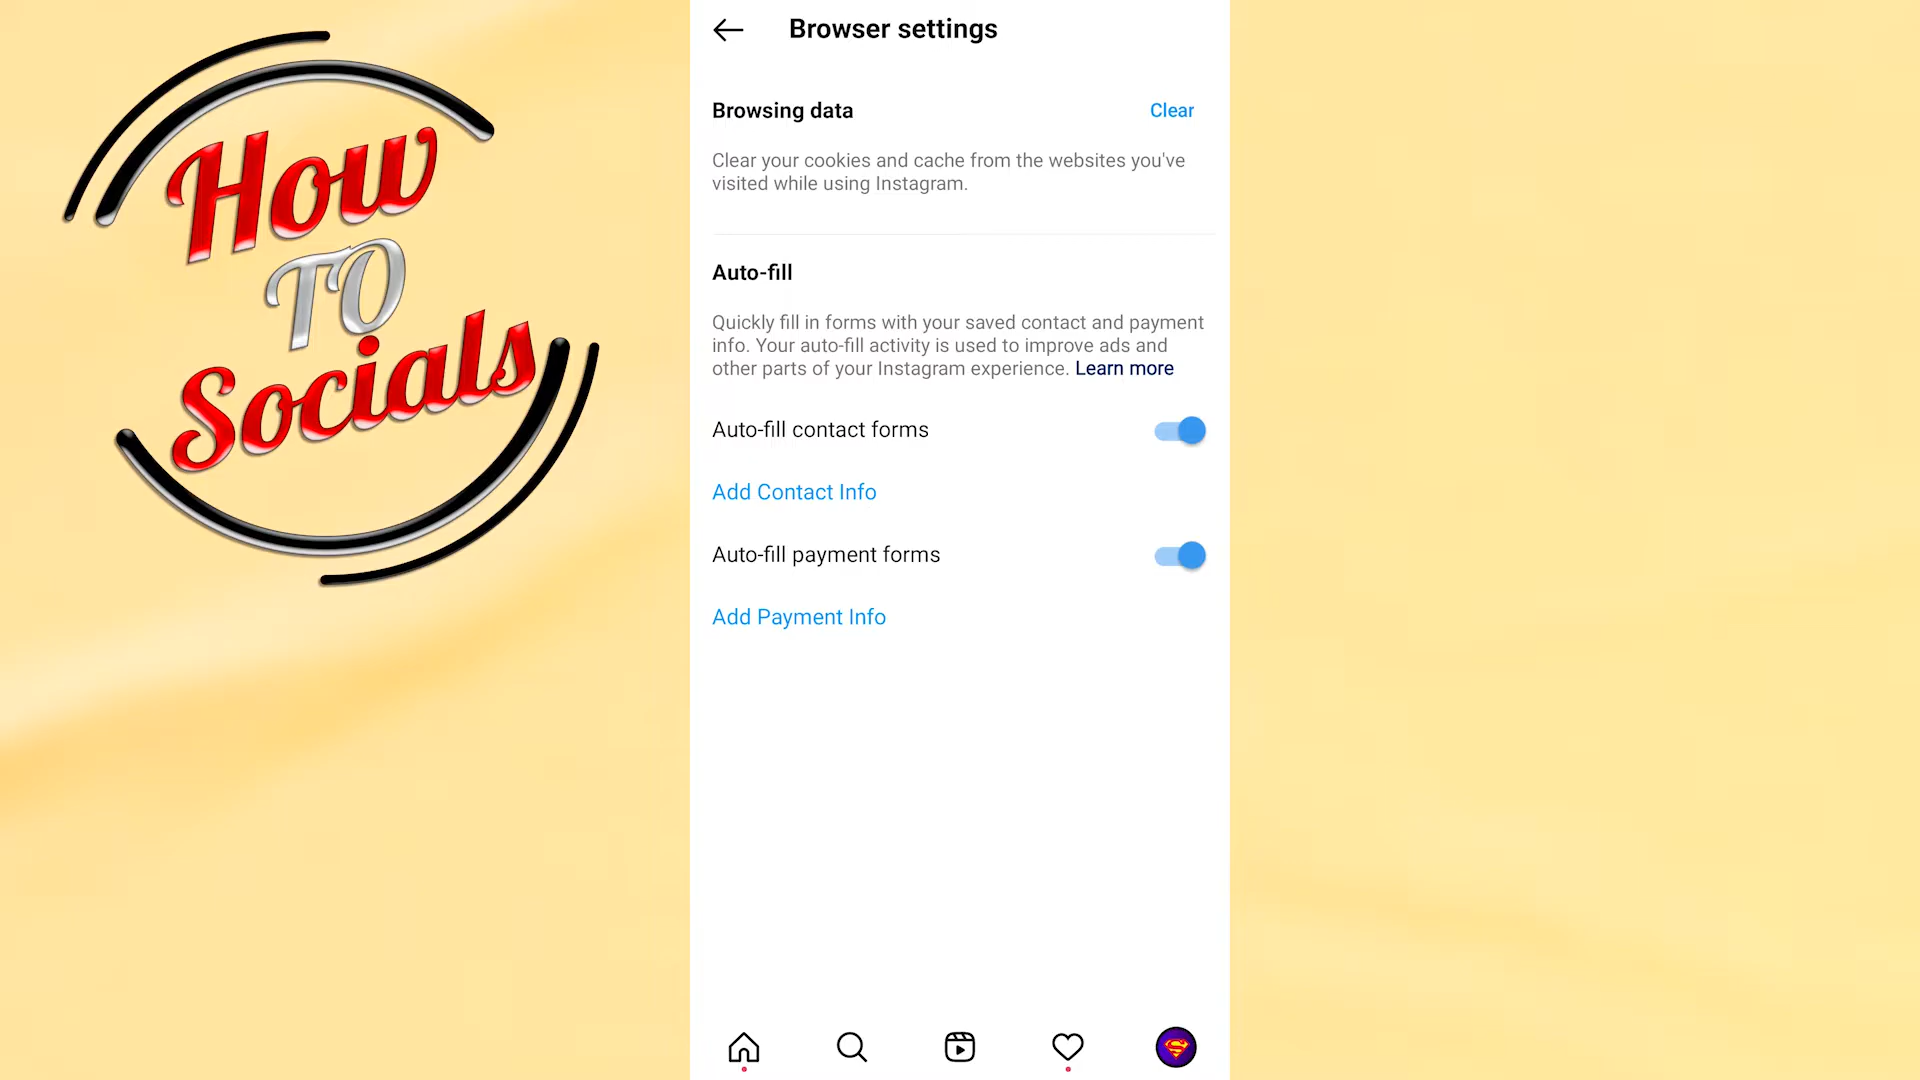 How
TO
Socials
Browser settings
Browsing data
Clear
Clear your cookies and cache from the websites you've
visited while using Instagram.
Auto-fill
Quickly fill in forms with your saved contact and payment
info. Your auto-fill activity is used to improve ads and
other parts of your Instagram experience. Learn more
Auto-fill contact forms
Add Contact Info
Auto-fill payment forms
Add Payment Info